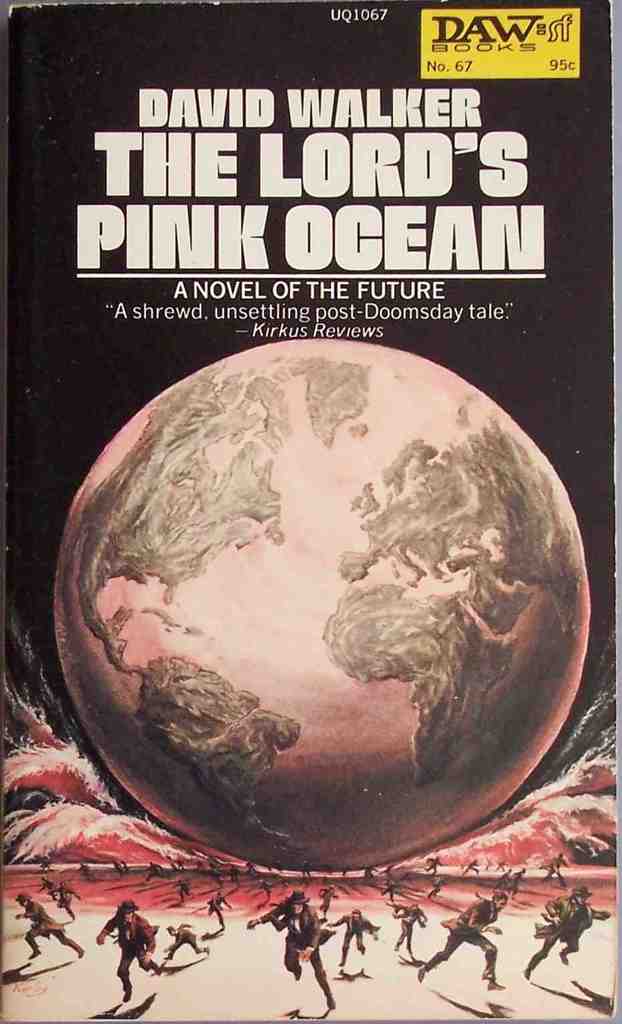 UQ1067
DAW=sf
BOOKS
No. 67 95c
DAVID WALKER
THE LORD'S
PINK OCEAN
A NOVEL OF THE FUTURE
"A shrewd, unsettling post-Doomsday tale."
—Kirkus Reviews